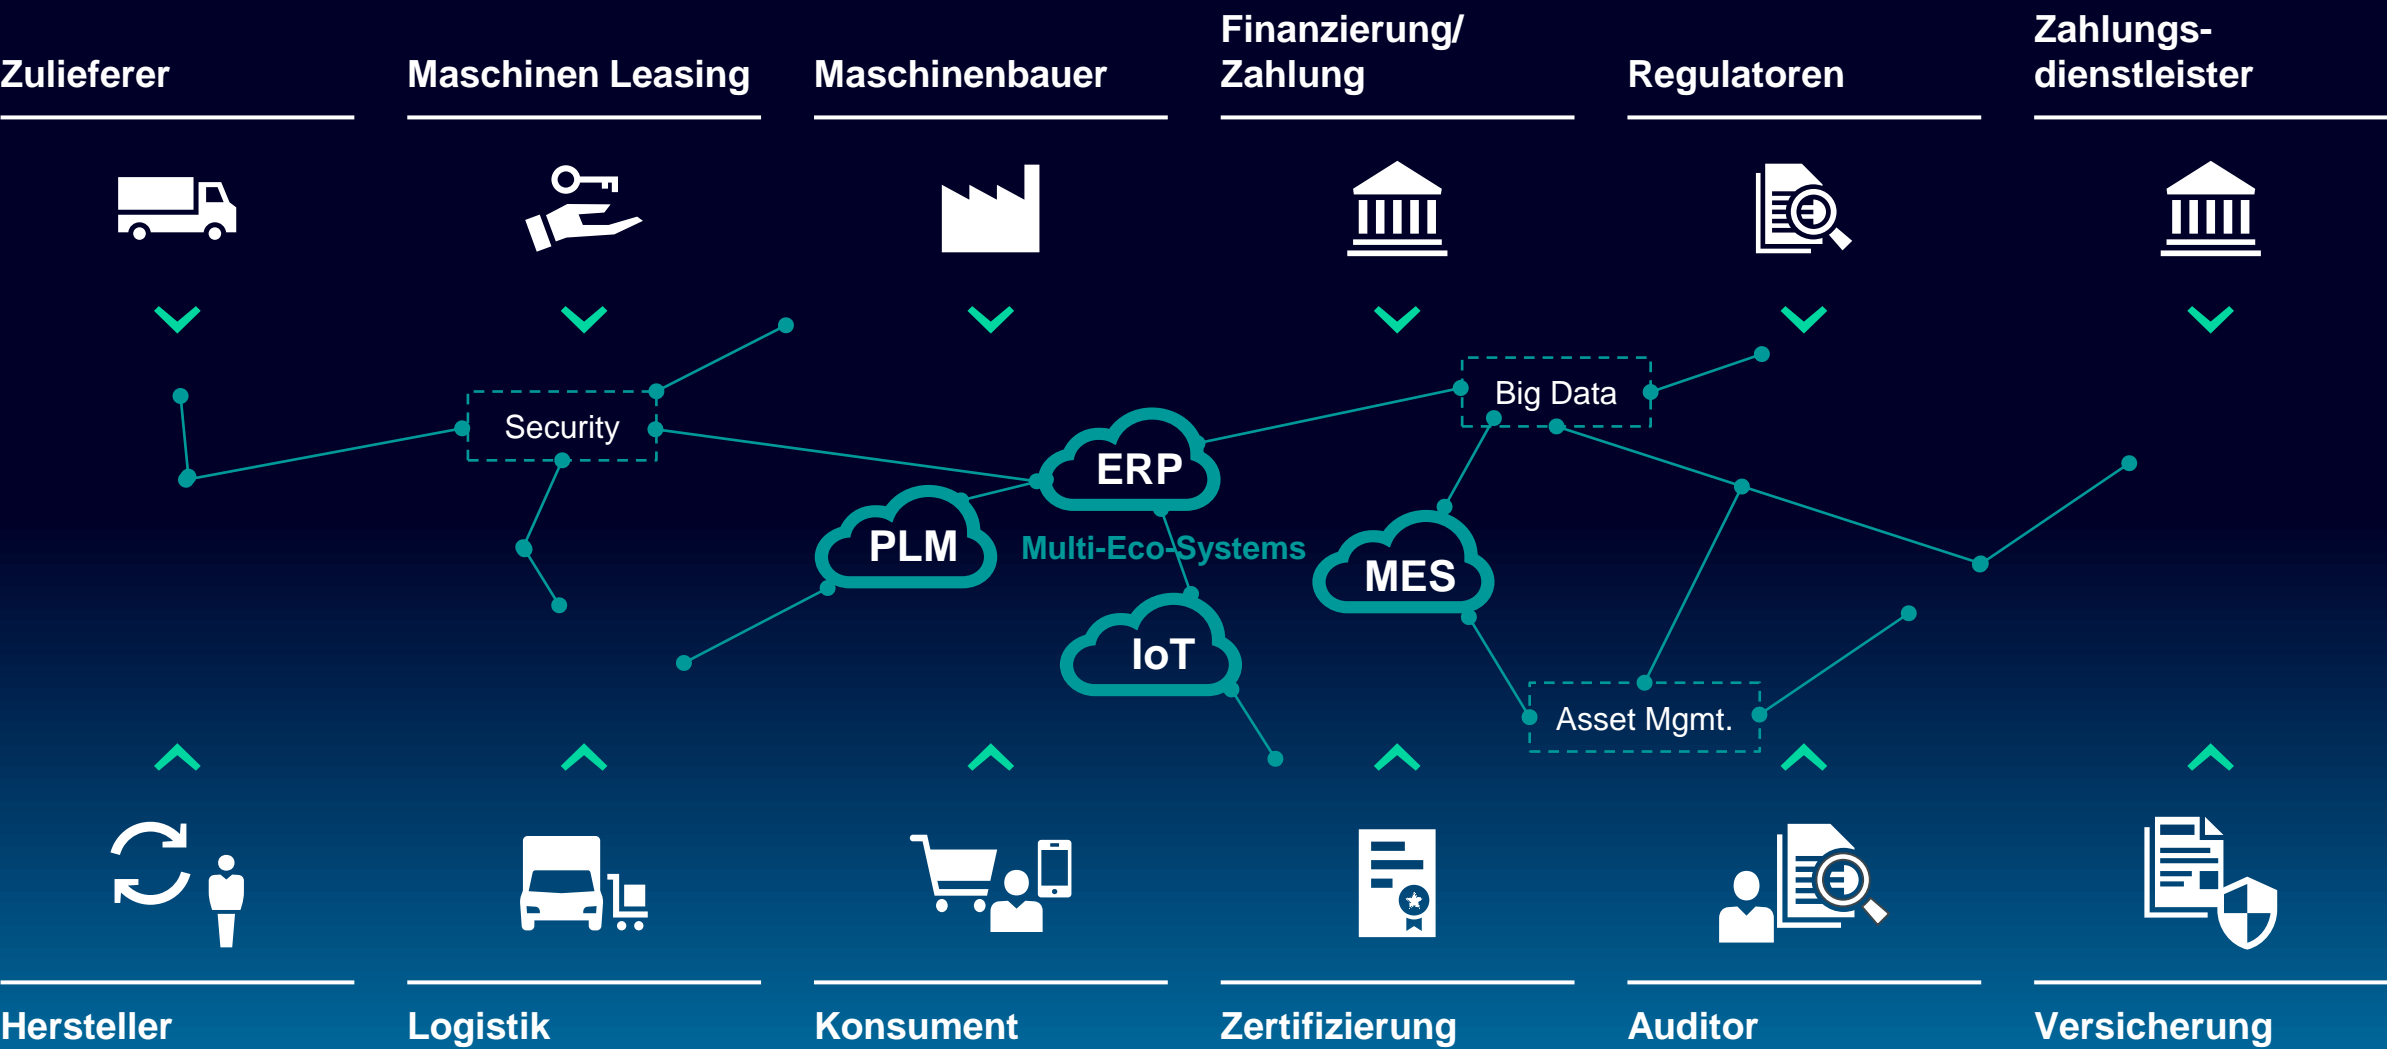 Zulieferer
Maschinen Leasing
Maschinenbauer
Finanzierung/
Zahlung
Regulatoren
Zahlungs-
dienstleister
Security
Big Data
ERP
PLM
Multi-Eco-Systems
MES
IoT
Asset Mgmt.
Hersteller
Logistik
Konsument
Zertifizierung
Auditor
Versicherung